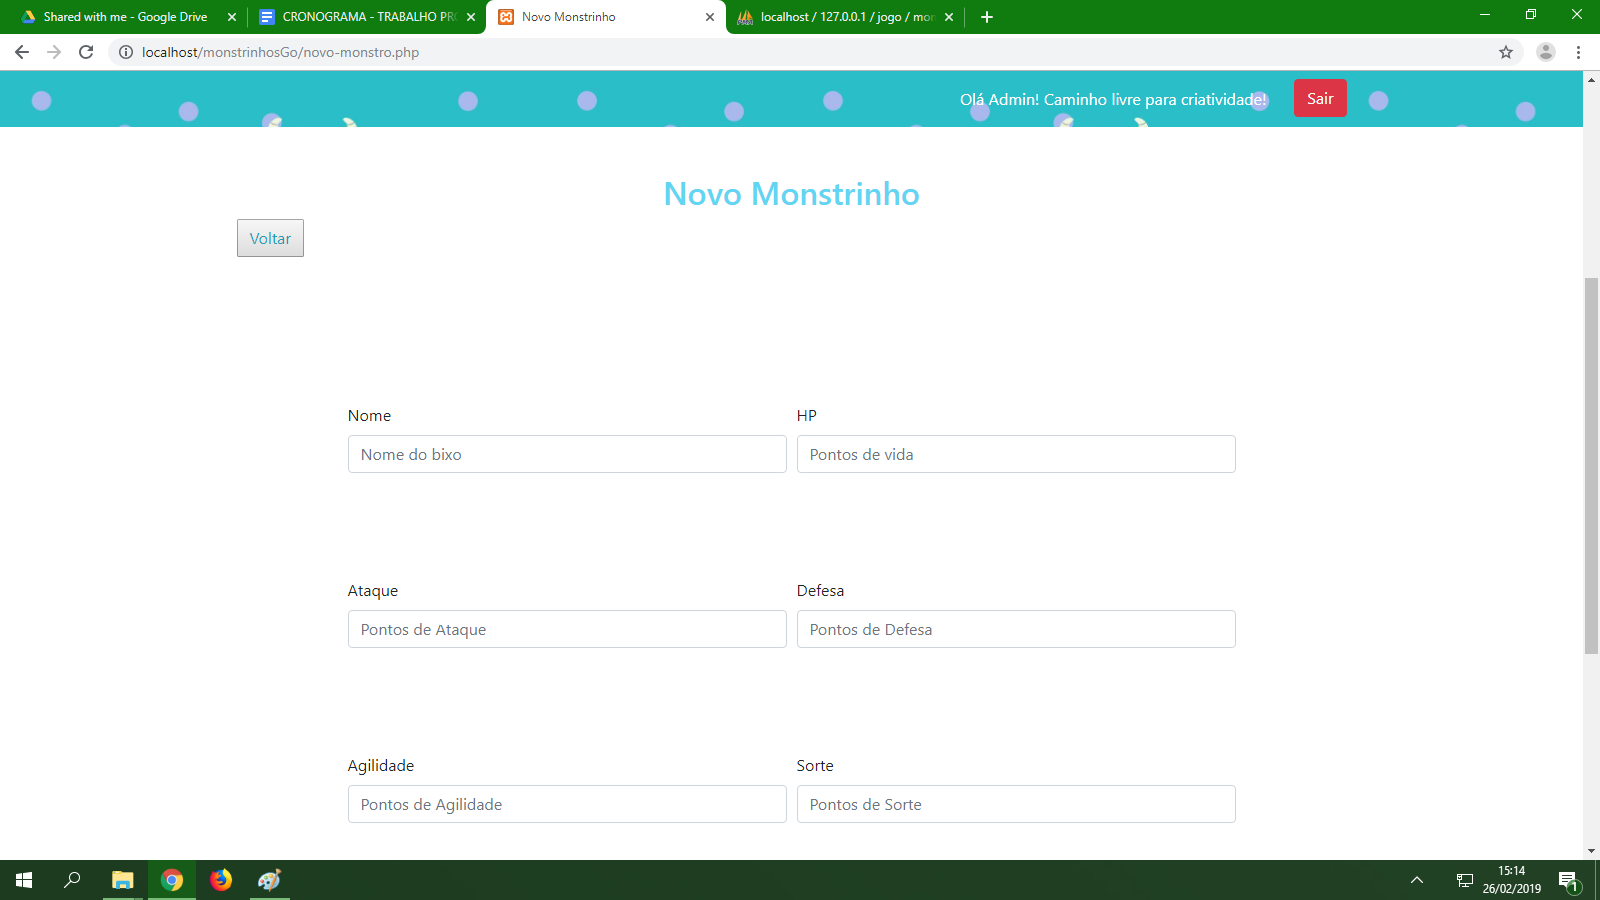 Shared with me - Google Drive
CRONOGRAMA - TRABALHO PRO
Novo Monstrinho
localhost / 127.0.0.1 / jogo / mon
localhost/monstrinhosGo/novo-monstro.php
Olá Admin! Caminho livre para criatividade!
Sair
Novo Monstrinho
Voltar
Nome
HP
Nome do bixo
Pontos de vida
Ataque
Defesa
Pontos de Ataque
Pontos de Defesa
Agilidade
Sorte
Pontos de Agilidade
Pontos de Sorte
15:14
26/02/2019
1